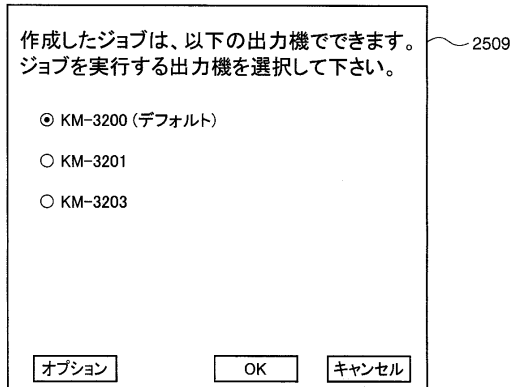 作成したジョブは、以下の出力機でできます。
ジョブを実行する出力機を選択して下さい。
2509
◉ KM-3200 (デフォルト)
○ KM-3201
○ KM-3203
オプション OK キャンセル